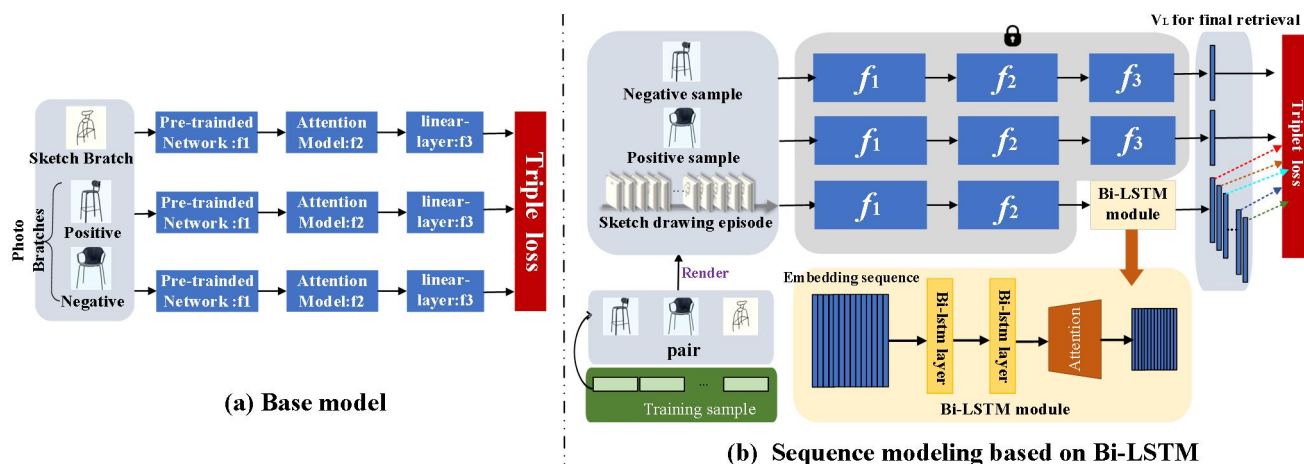 Sketch Bratch
Photo
Bratches
Positive
Negative
Pre-trainded
Network :f1
Attention
Model:f2
linear-
layer:f3
Pre-trainded
Network:f1
Attention
Model:f2
linear-
layer:f3
Pre-trainded
Network:f1
Attention
Model:f2
linear-
layer:f3
Triple loss
(a) Base model
Negative sample
Positive sample
Sketch drawing episode
f1
f2
f3
f1
f2
f3
f1
f2
Bi-LSTM
module
VL for final retrieval
Triplet loss
Render
pair
...
Training sample
Embedding sequence
Bi-lstm layer
Bi-lstm layer
Attention
Bi-LSTM module
(b) Sequence modeling based on Bi-LSTM